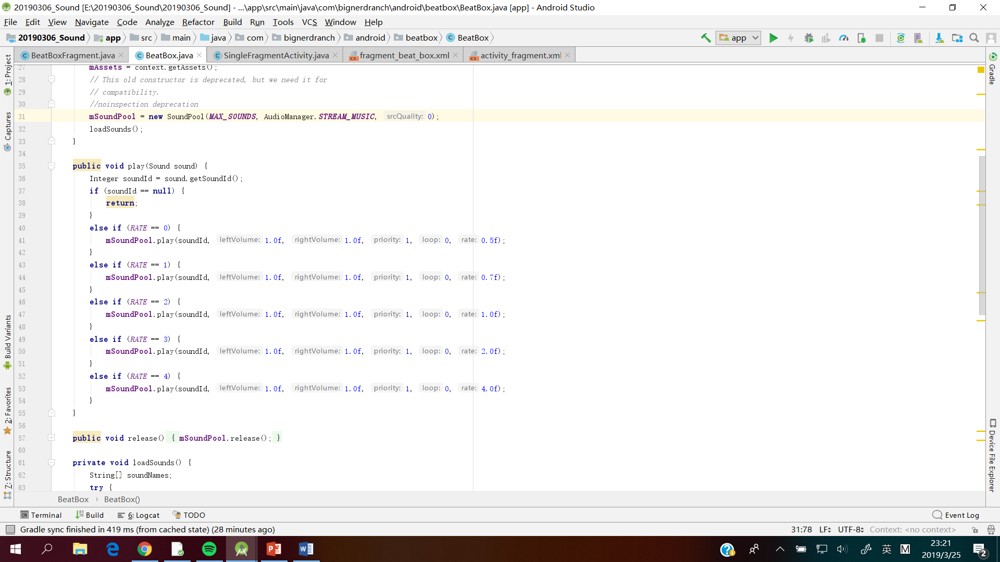 20190306_Sound [E:\20190306_Sound\20190306_Sound] - ...\app\src\main\java\com\bignerdranch\android\beatbox\BeatBox.java [app] - Android Studio
File Edit View Navigate Code Analyze Refactor Build Run Tools VCS Window Help
20190306_Sound app src main java com bignerdranch android beatbox BeatBox app
BeatBoxFragment.java BeatBox.java SingleFragmentActivity.java fragment_beat_box.xml activity_fragment.xml
1: Project
Captures
Build Variants
2: Favorites
7: Structure
Gradle
Device File Explorer
27 mAssets = context.getAssets();
28 // This old constructor is deprecated, but we need it for
29 // compatibility.
30 //noinspection deprecation
31 mSoundPool = new SoundPool(MAX_SOUNDS, AudioManager.STREAM_MUSIC, srcQuality: 0);
32 loadSounds();
33 }
34
35 public void play(Sound sound) {
36 Integer soundId = sound.getSoundId();
37 if (soundId == null) {
38 return;
39 }
40 else if (RATE == 0) {
41 mSoundPool.play(soundId, leftVolume: 1.0f, rightVolume: 1.0f, priority: 1, loop: 0, rate: 0.5f);
42 }
43 else if (RATE == 1) {
44 mSoundPool.play(soundId, leftVolume: 1.0f, rightVolume: 1.0f, priority: 1, loop: 0, rate: 0.7f);
45 }
46 else if (RATE == 2) {
47 mSoundPool.play(soundId, leftVolume: 1.0f, rightVolume: 1.0f, priority: 1, loop: 0, rate: 1.0f);
48 }
49 else if (RATE == 3) {
50 mSoundPool.play(soundId, leftVolume: 1.0f, rightVolume: 1.0f, priority: 1, loop: 0, rate: 2.0f);
51 }
52 else if (RATE == 4) {
53 mSoundPool.play(soundId, leftVolume: 1.0f, rightVolume: 1.0f, priority: 1, loop: 0, rate: 4.0f);
54 }
55 }
56
57 public void release() { mSoundPool.release(); }
60
61 private void loadSounds() {
62 String[] soundNames;
63 try {
BeatBox › BeatBox()
Terminal Build 6: Logcat TODO Event Log
Gradle sync finished in 419 ms (from cached state) (28 minutes ago) 31:78 LF UTF-8 Context: <no context>
英 M 23:21
2019/3/25 2